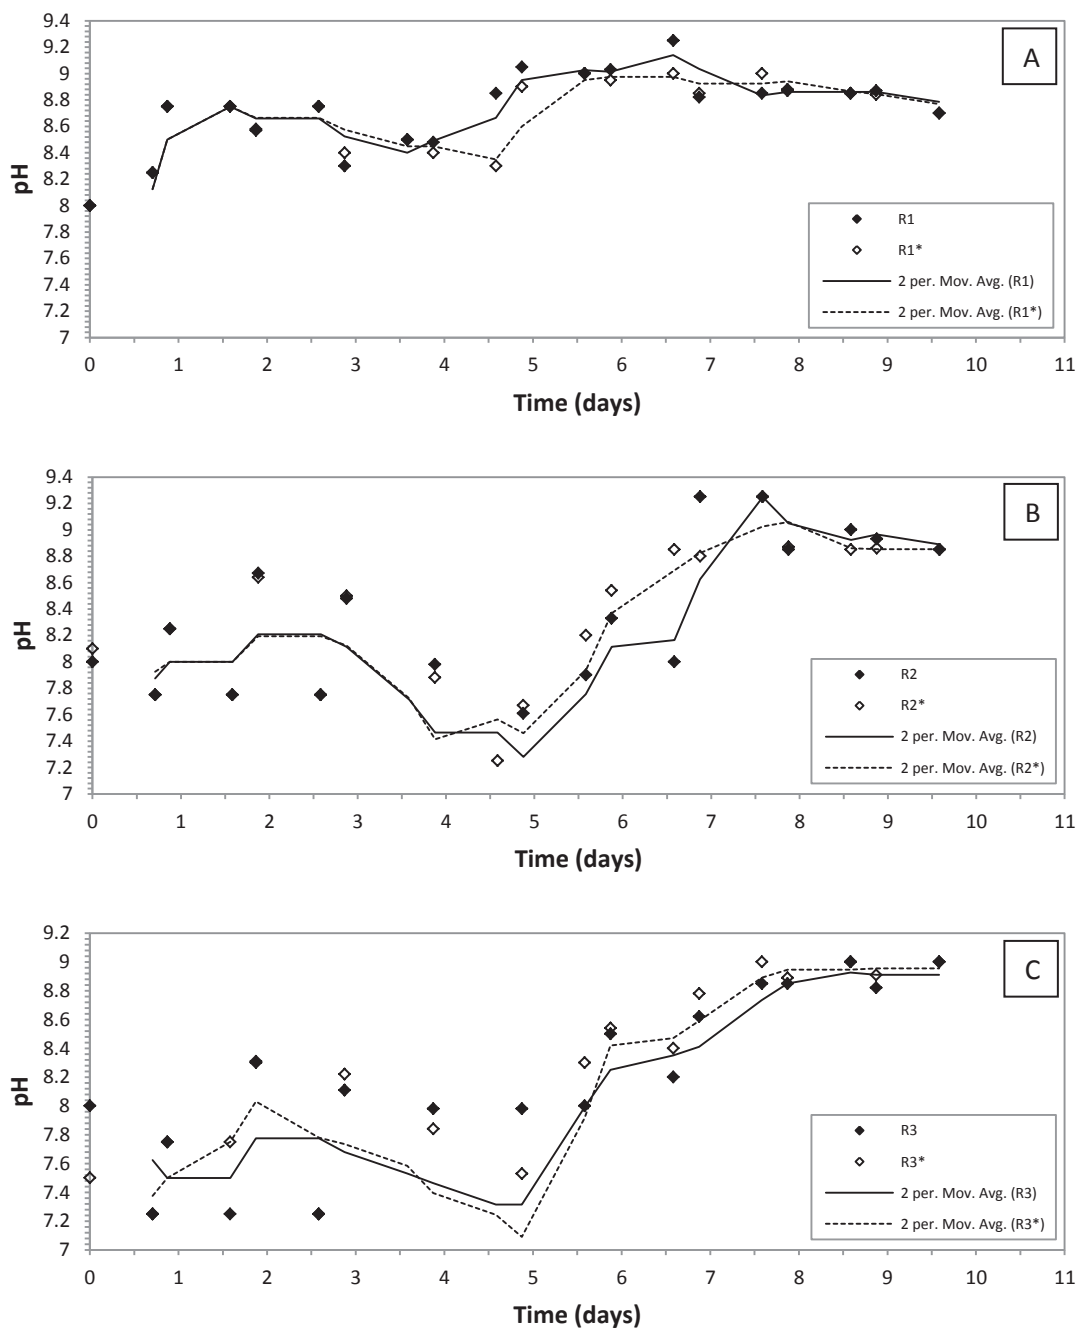 9.4
9.2
9
8.8
8.6
8.4
8.2
8
7.8
7.6
7.4
7.2
7
pH
A
R1
R1*
2 per. Mov. Avg. (R1)
2 per. Mov. Avg. (R1*)
0 1 2 3 4 5 6 7 8 9 10 11
Time (days)
9.4
9.2
9
8.8
8.6
8.4
8.2
8
7.8
7.6
7.4
7.2
7
pH
B
R2
R2*
2 per. Mov. Avg. (R2)
2 per. Mov. Avg. (R2*)
0 1 2 3 4 5 6 7 8 9 10 11
Time (days)
9.2
9
8.8
8.6
8.4
8.2
8
7.8
7.6
7.4
7.2
7
pH
C
R3
R3*
2 per. Mov. Avg. (R3)
2 per. Mov. Avg. (R3*)
0 1 2 3 4 5 6 7 8 9 10 11
Time (days)